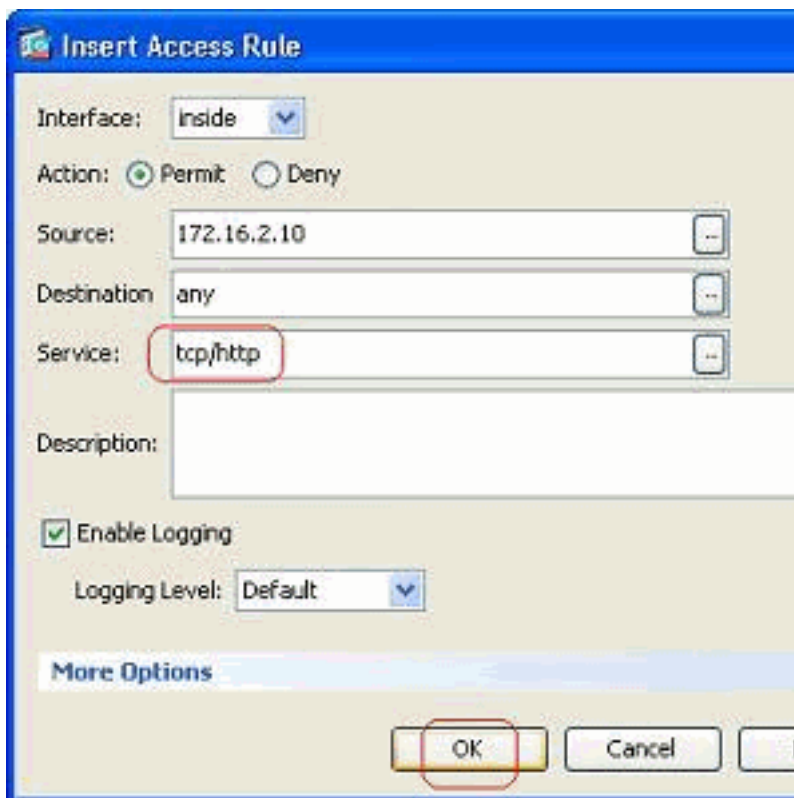 Insert Access Rule
Interface: inside
Action: Permit Deny
Source: 172.16.2.10 ..
Destination any ..
Service: tcp/http ..
Description:
Enable Logging
Logging Level: Default
More Options
OK Cancel